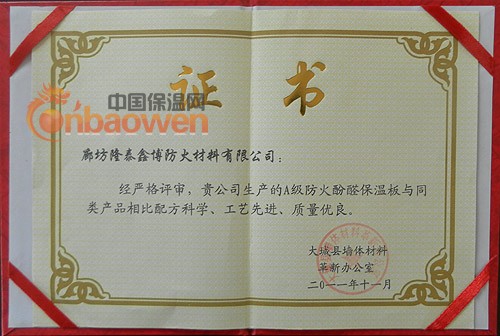 证书
中国保温网
onbaowen
廊坊隆泰鑫博防火材料有限公司：
经严格评审，贵公司生产的A级防火酚醛保温板与同
类产品相比配方科学、工艺先进、质量优良。
大城县墙体材料
革新办公室
二0一一年十一月